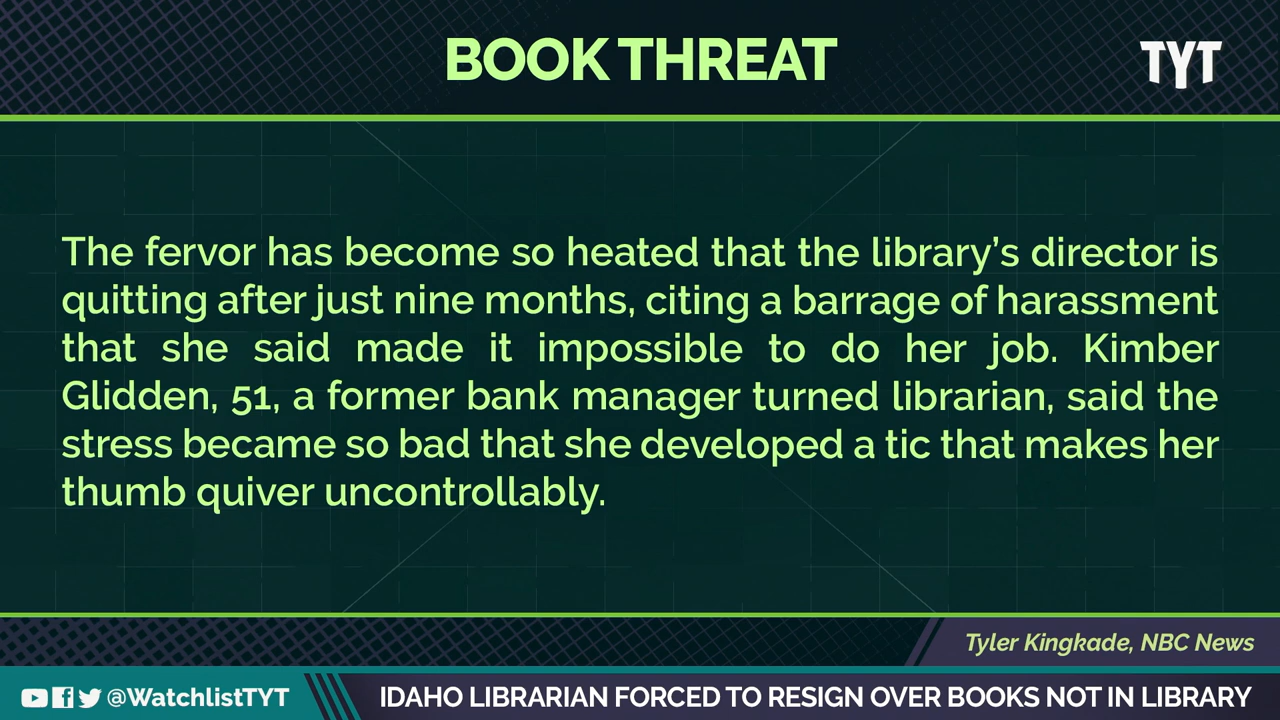 BOOK THREAT
TYT
The fervor has become so heated that the library’s director is
quitting after just nine months, citing a barrage of harassment
that she said made it impossible to do her job. Kimber
Glidden, 51, a former bank manager turned librarian, said the
stress became so bad that she developed a tic that makes her
thumb quiver uncontrollably.
Tyler Kingkade, NBC News
@WatchlistTYT
IDAHO LIBRARIAN FORCED TO RESIGN OVER BOOKS NOT IN LIBRARY